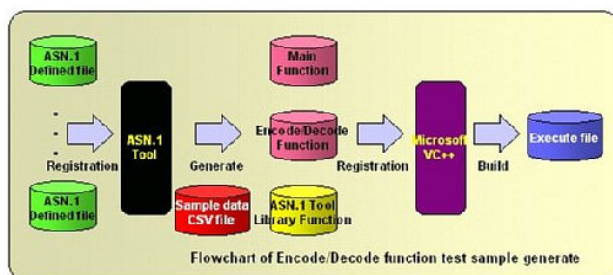 ASN.1
Defined file
Registration
ASN.1
Defined file
ASN.1
Tool
Generate
Sample data
CSV file
Main
Function
Encode/Decode
Function
ASN.1 Tool
Library Function
Registration
Microsoft
VC++
Build
Execute file
Flowchart of Encode/Decode function test sample generate